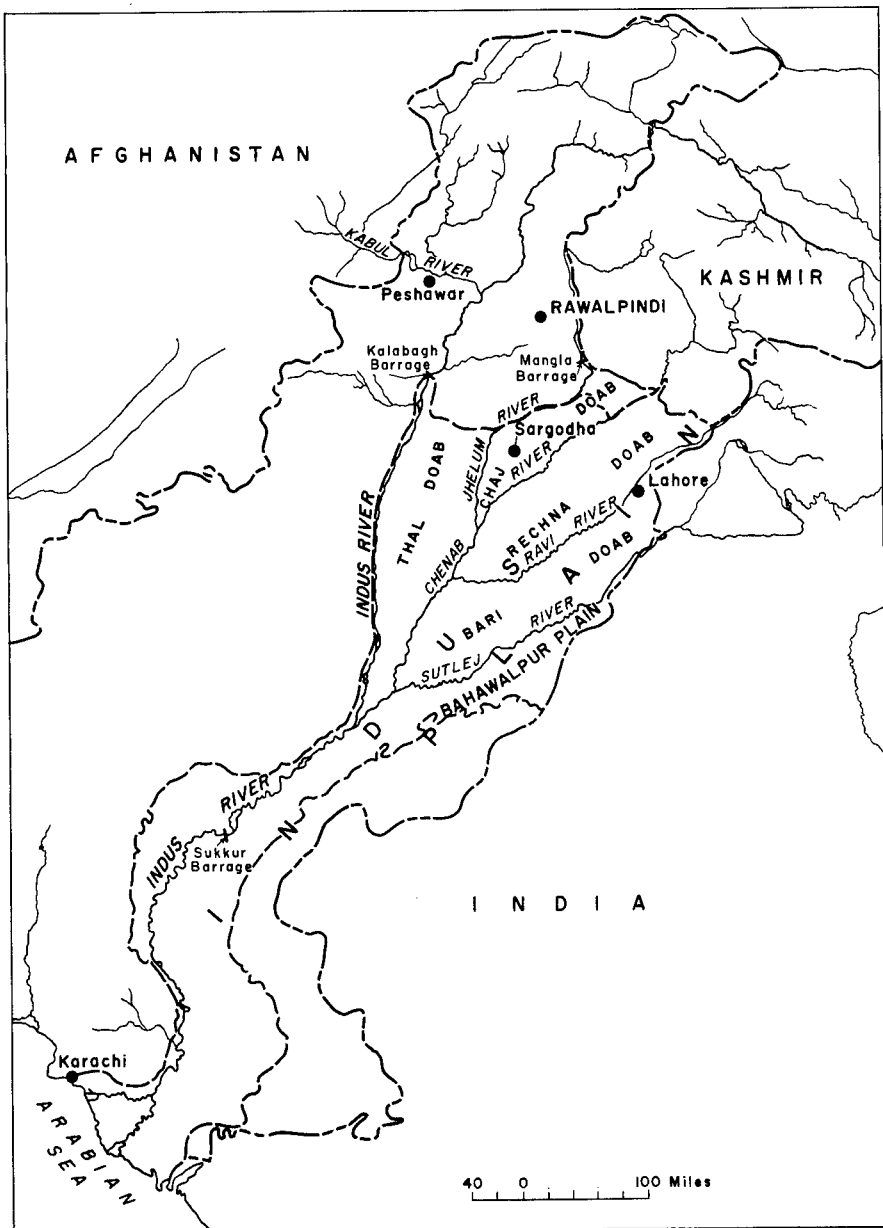 AFGHANISTAN
KABUL RIVER
Peshawar
RAWALPINDI
KASHMIR
Kalabagh
Barrage
Mangla
Barrage
JHELUM RIVER
Sargodha
CHAJ DOAB
THAL DOAB
INDUS RIVER
CHENAB RIVER
RECHNA DOAB
Lahore
RAVI RIVER
BARI DOAB
SUTLEJ RIVER
BAHAWALPUR PLAIN
INDUS PLAIN
INDUS RIVER
Sukkur
Barrage
INDIA
Karachi
ARABIAN
SEA
40 0 100 Miles